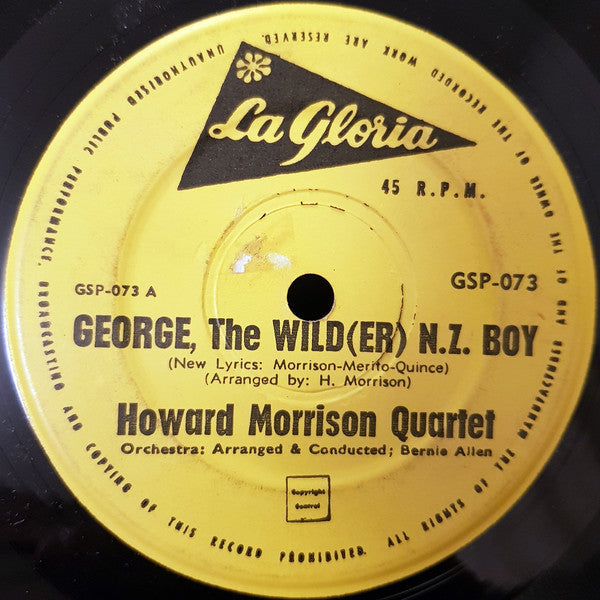 La Gloria
45 R.P.M.
GSP-073 A
GSP-073
GEORGE, The WILD(ER) N.Z. BOY
(New Lyrics: Morrison-Merito-Quince)
(Arranged by: H. Morrison)
Howard Morrison Quartet
Orchestra: Arranged & Conducted; Bernie Allen
Copyright
Control
UNAUTHORISED PUBLIC PERFORMANCE, BROADCASTING AND COPYING OF THIS RECORD PROHIBITED. ALL RIGHTS OF THE MANUFACTURER AND OF THE OWNER OF THE RECORDED WORK ARE RESERVED.